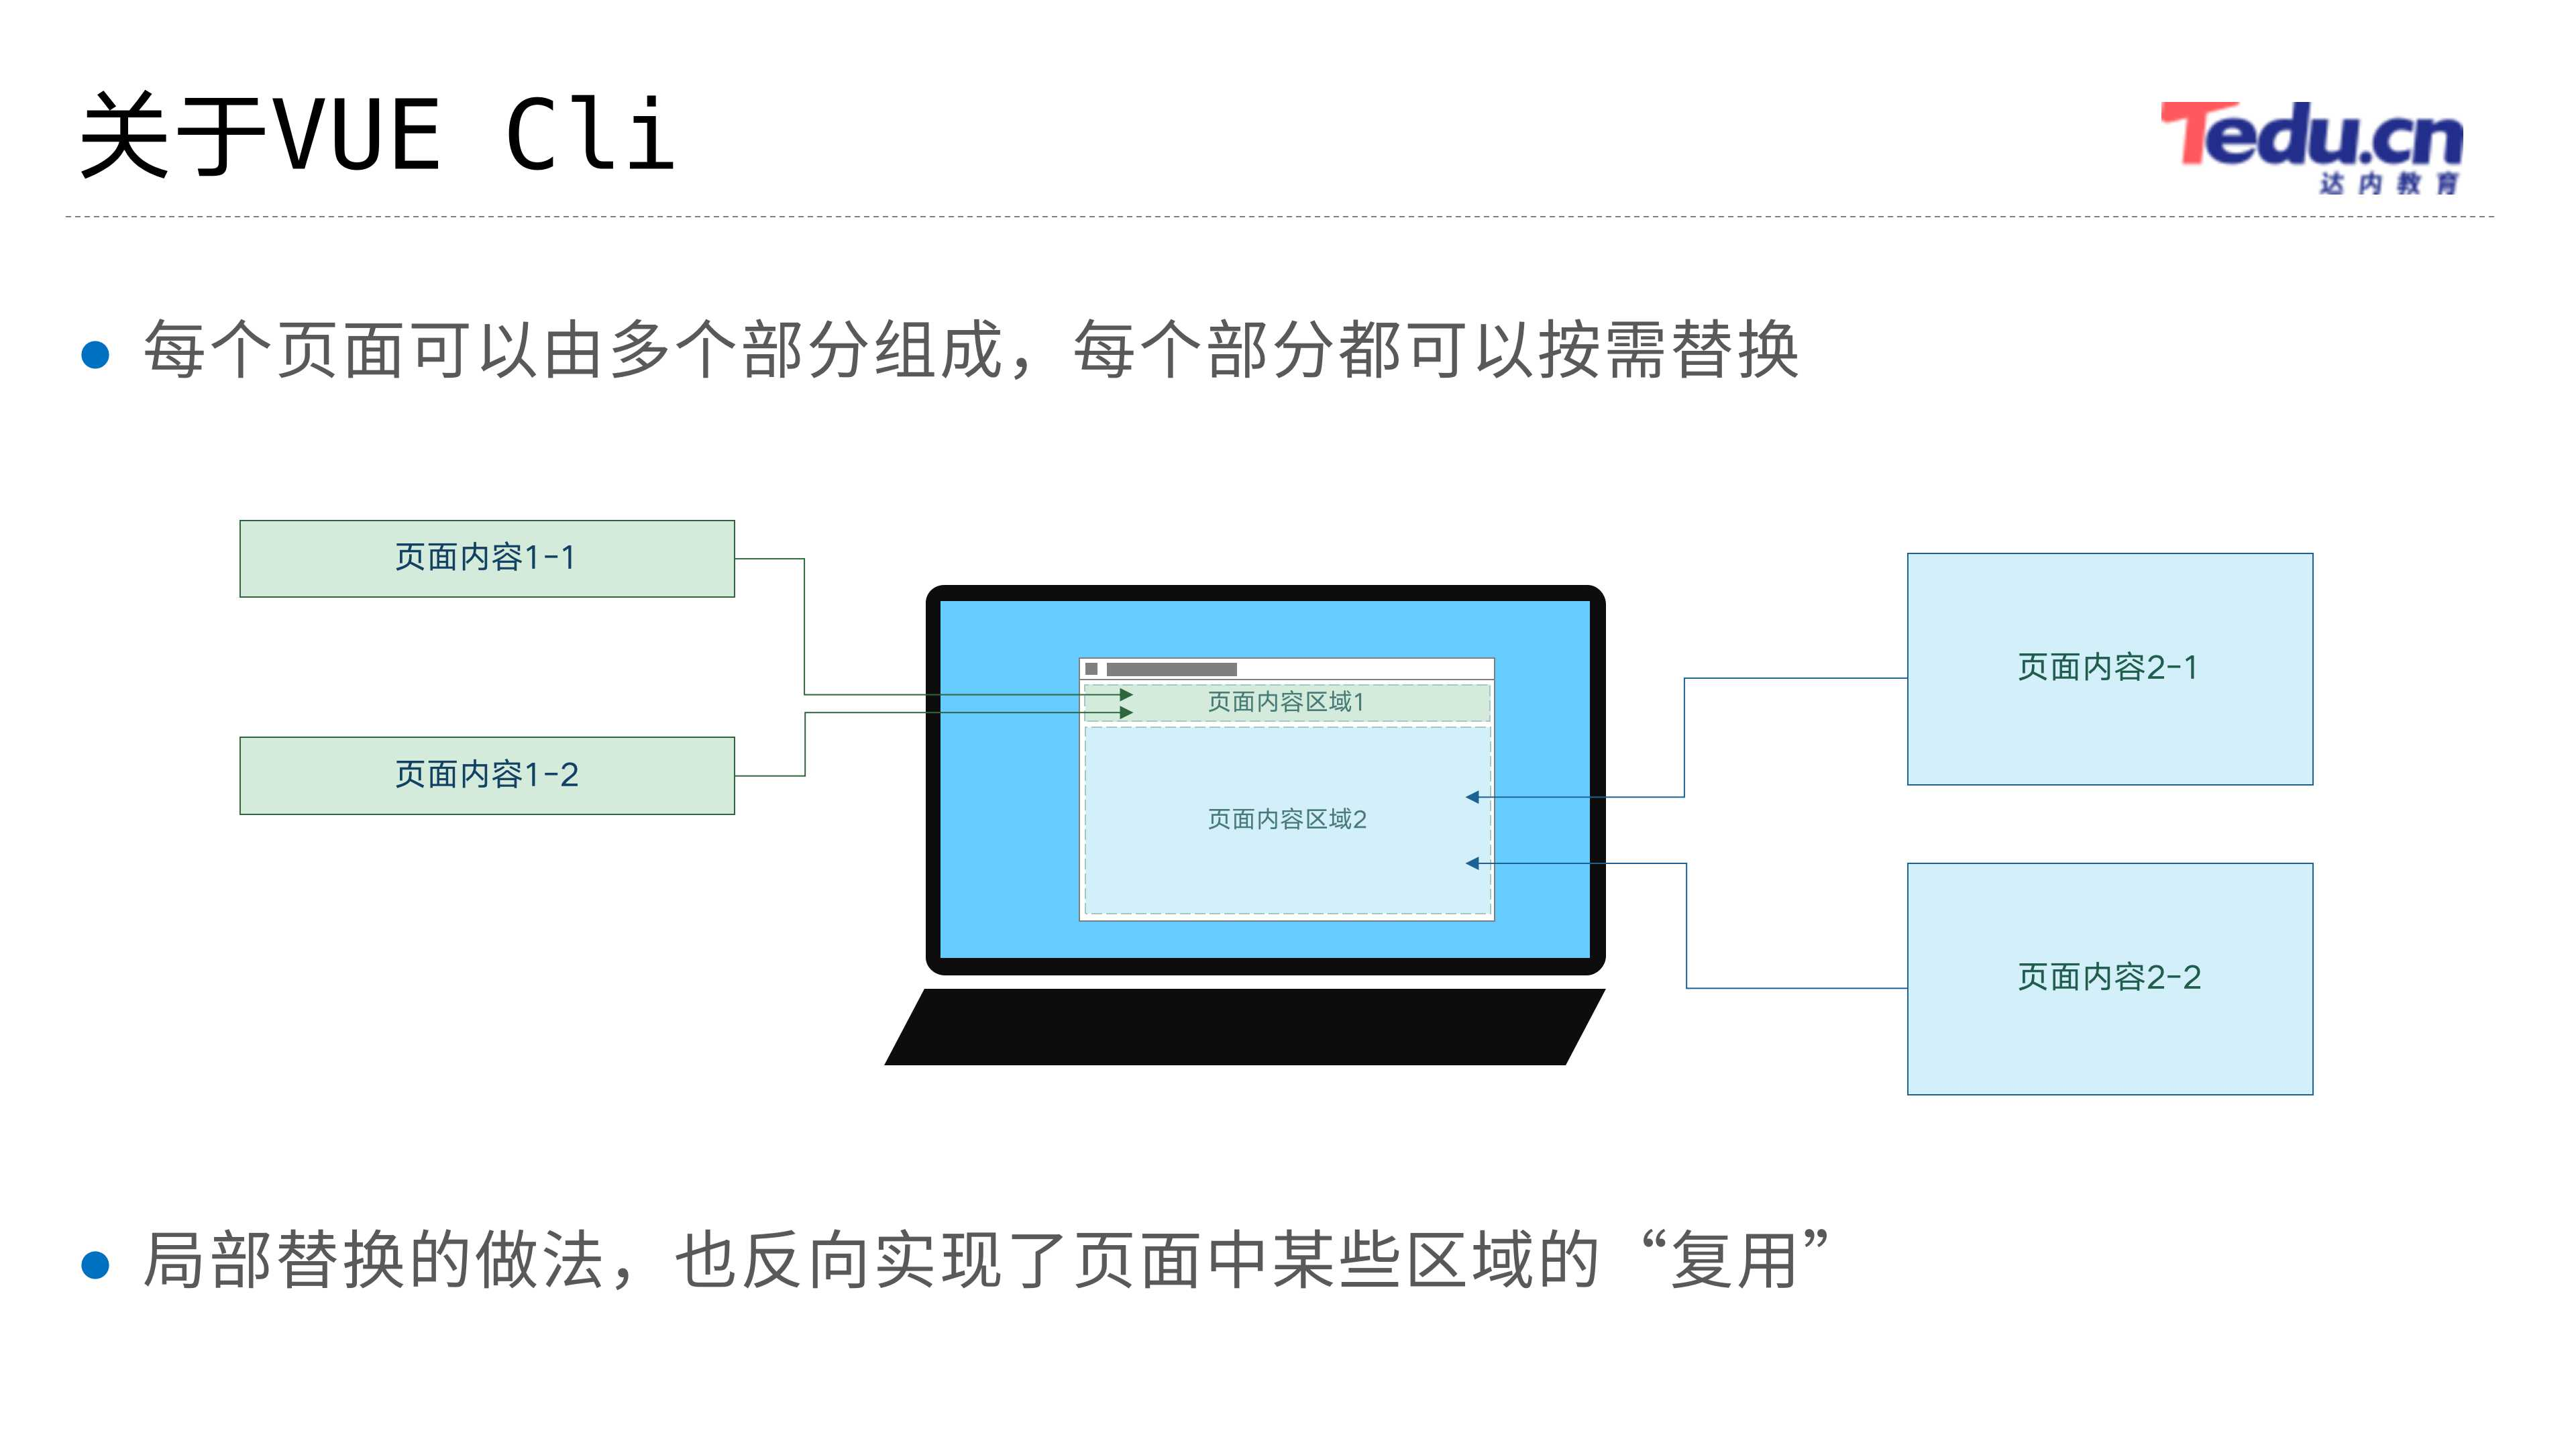 关于VUE Cli
Tedu.cn
达内教育
每个页面可以由多个部分组成，每个部分都可以按需替换
页面内容1-1
页面内容1-2
页面内容区域1
页面内容区域2
页面内容2-1
页面内容2-2
局部替换的做法，也反向实现了页面中某些区域的“复用”